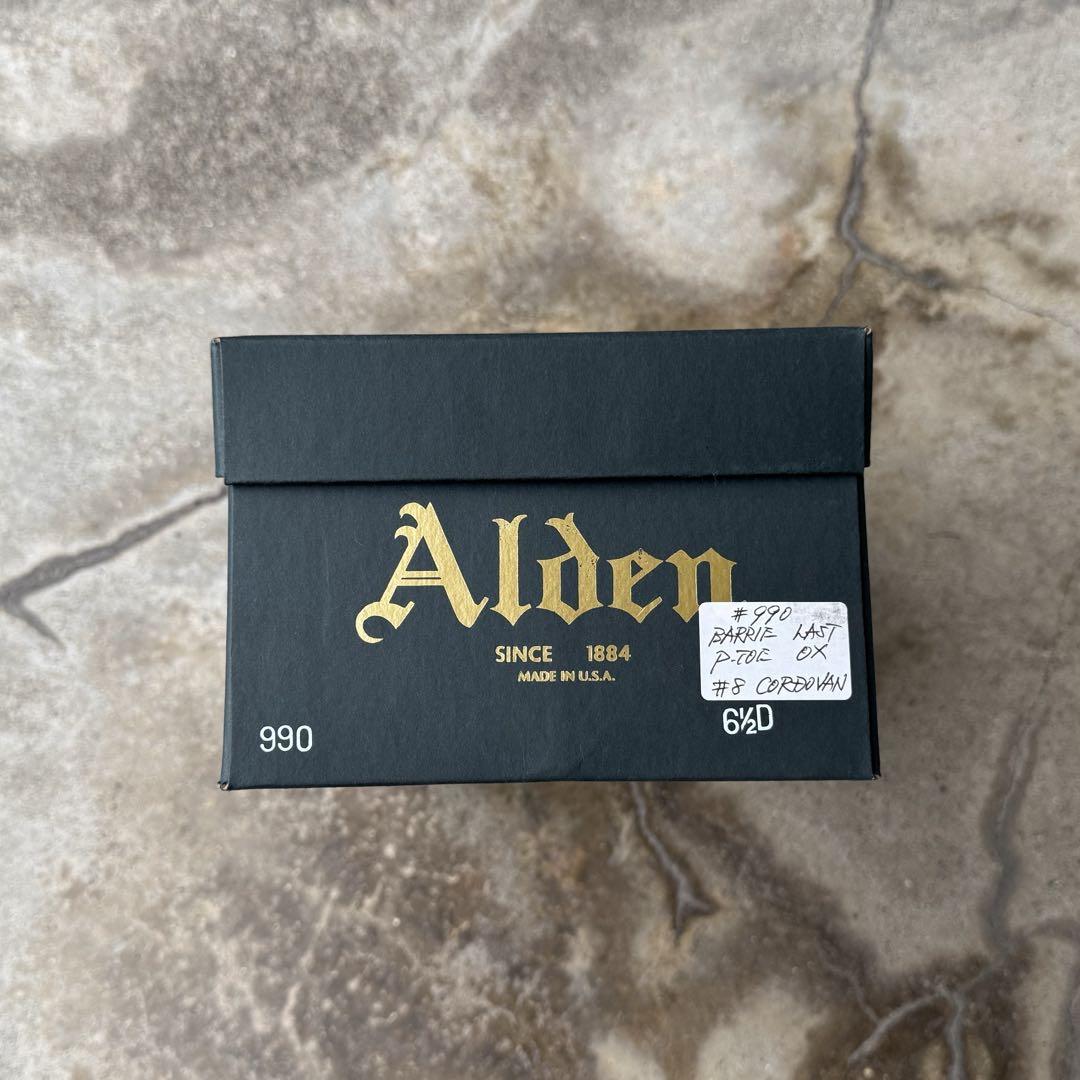 Alden
SINCE 1884
MADE IN U.S.A.
#990
BARRIE LAST
P-TOE OX
#8 CORDOVAN
990
6½D